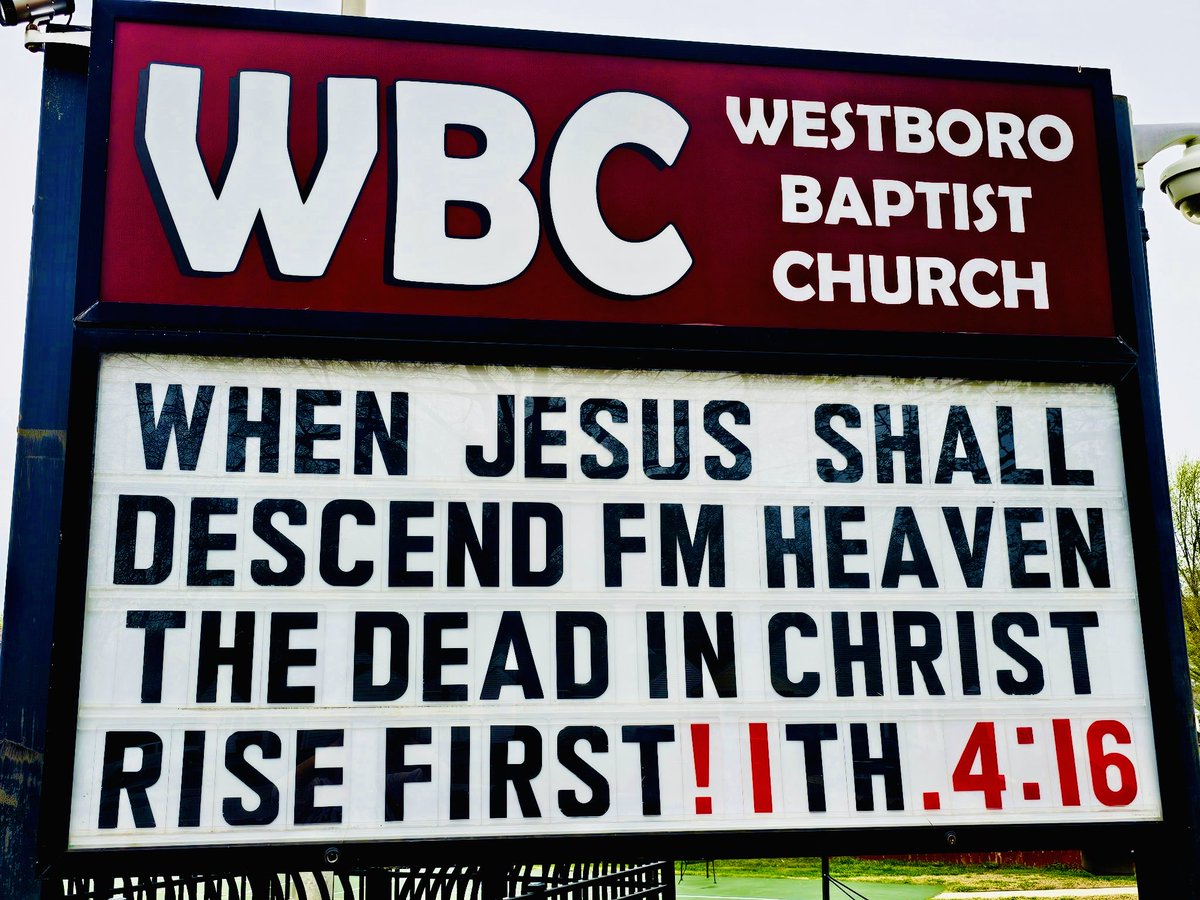 WBC
WESTBORO
BAPTIST
CHURCH
WHEN JESUS SHALL
DESCEND FM HEAVEN
THE DEAD IN CHRIST
RISE FIRST! 1TH.4:16